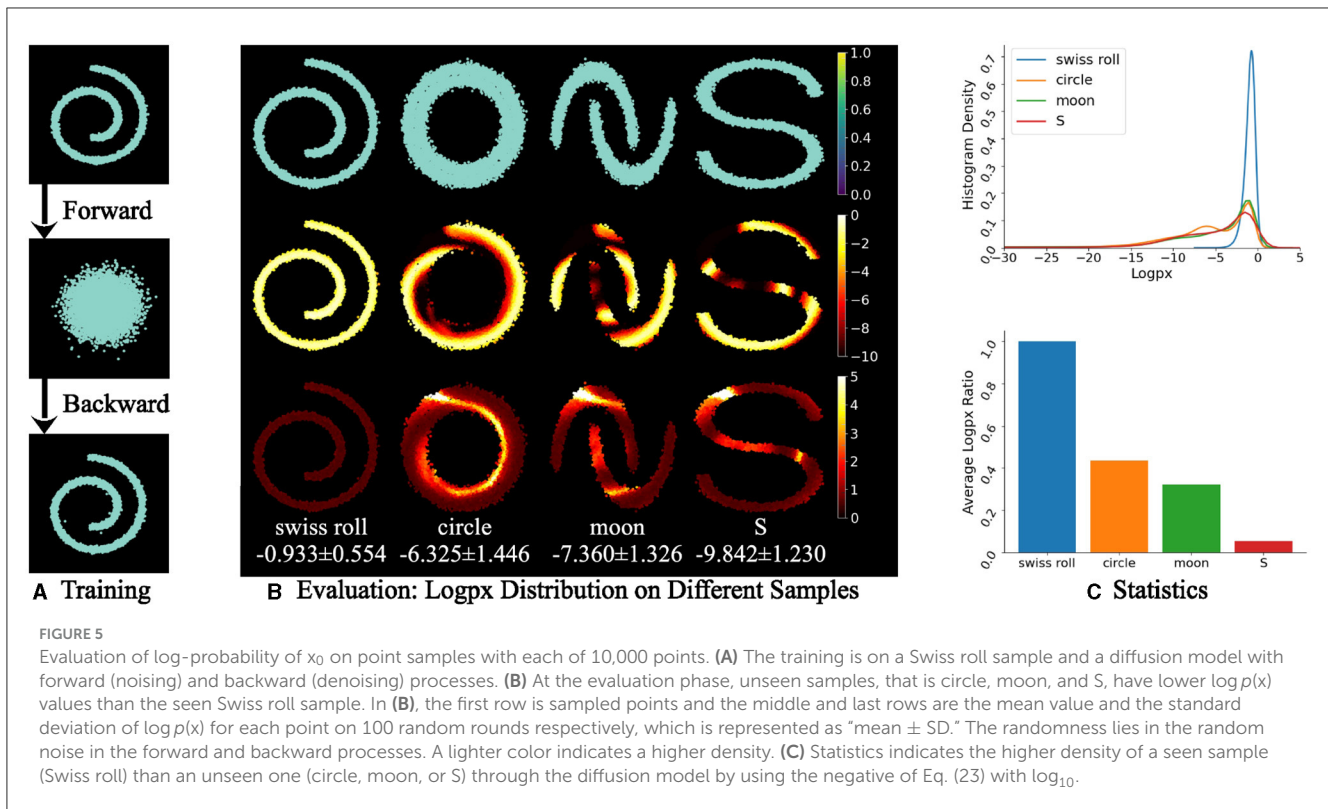 Forward
Backward
A Training
1.0
0.8
0.6
0.4
0.2
0.0
0
−2
−4
−6
−8
−10
5
4
3
2
1
0
swiss roll circle moon S
-0.933±0.554 -6.325±1.446 -7.360±1.326 -9.842±1.230
B Evaluation: Logpx Distribution on Different Samples
swiss roll
circle
moon
S
Histogram Density
0.7
0.6
0.5
0.4
0.3
0.2
0.1
0.0
−30 −25 −20 −15 −10 −5 0 5
Logpx
Average Logpx Ratio
1.0
0.8
0.6
0.4
0.2
0.0
swiss roll circle moon S
C Statistics
FIGURE 5
Evaluation of log-probability of x₀ on point samples with each of 10,000 points. (A) The training is on a Swiss roll sample and a diffusion model with
forward (noising) and backward (denoising) processes. (B) At the evaluation phase, unseen samples, that is circle, moon, and S, have lower log p(x)
values than the seen Swiss roll sample. In (B), the first row is sampled points and the middle and last rows are the mean value and the standard
deviation of log p(x) for each point on 100 random rounds respectively, which is represented as “mean ± SD.” The randomness lies in the random
noise in the forward and backward processes. A lighter color indicates a higher density. (C) Statistics indicates the higher density of a seen sample
(Swiss roll) than an unseen one (circle, moon, or S) through the diffusion model by using the negative of Eq. (23) with log₁₀.